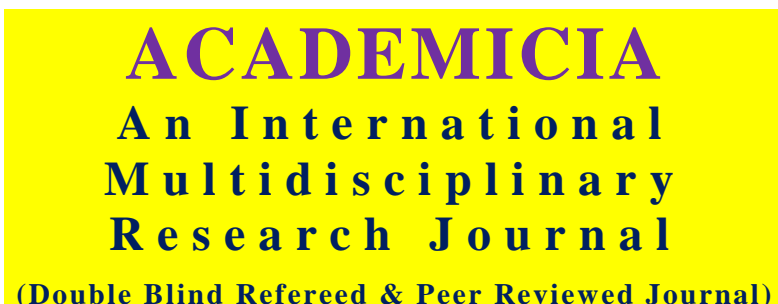 ACADEMICIA
An International
Multidisciplinary
Research Journal
(Double Blind Refereed & Peer Reviewed Journal)